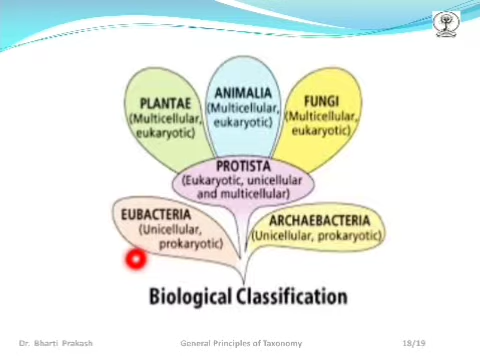 PLANTAE
(Multicellular,
eukaryotic)
ANIMALIA
(Multicellular,
eukaryotic)
FUNGI
(Multicellular,
eukaryotic)
PROTISTA
(Eukaryotic, unicellular
and multicellular)
EUBACTERIA
(Unicellular,
prokaryotic)
ARCHAEBACTERIA
(Unicellular, prokaryotic)
Biological Classification
Dr. Bharti Prakash
General Principles of Taxonomy
18/19